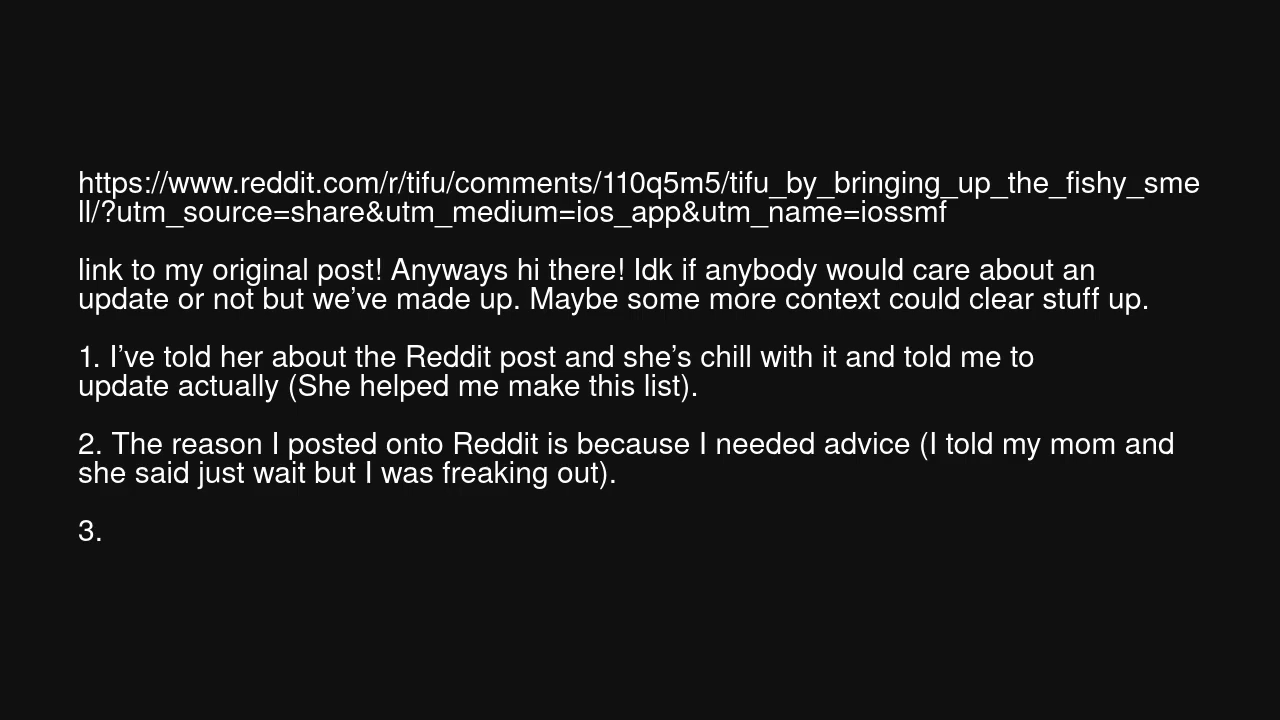 https://www.reddit.com/r/tifu/comments/110q5m5/tifu_by_bringing_up_the_fishy_sme
ll/?utm_source=share&utm_medium=ios_app&utm_name=iossmf
link to my original post! Anyways hi there! Idk if anybody would care about an
update or not but we’ve made up. Maybe some more context could clear stuff up.
1. I’ve told her about the Reddit post and she’s chill with it and told me to
update actually (She helped me make this list).
2. The reason I posted onto Reddit is because I needed advice (I told my mom and
she said just wait but I was freaking out).
3.